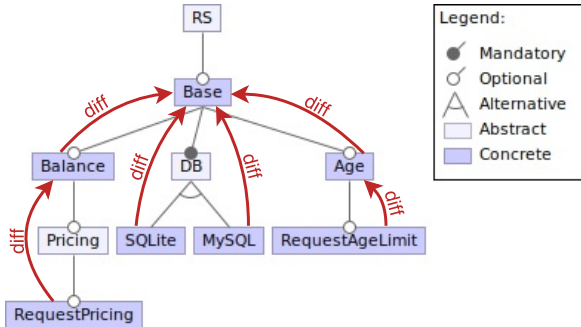 RS
Legend:
Mandatory
Optional
Alternative
Abstract
Concrete
Base
diff
diff
diff
diff
Balance
DB
Age
diff
diff
Pricing
SQLite
MySQL
RequestAgeLimit
RequestPricing